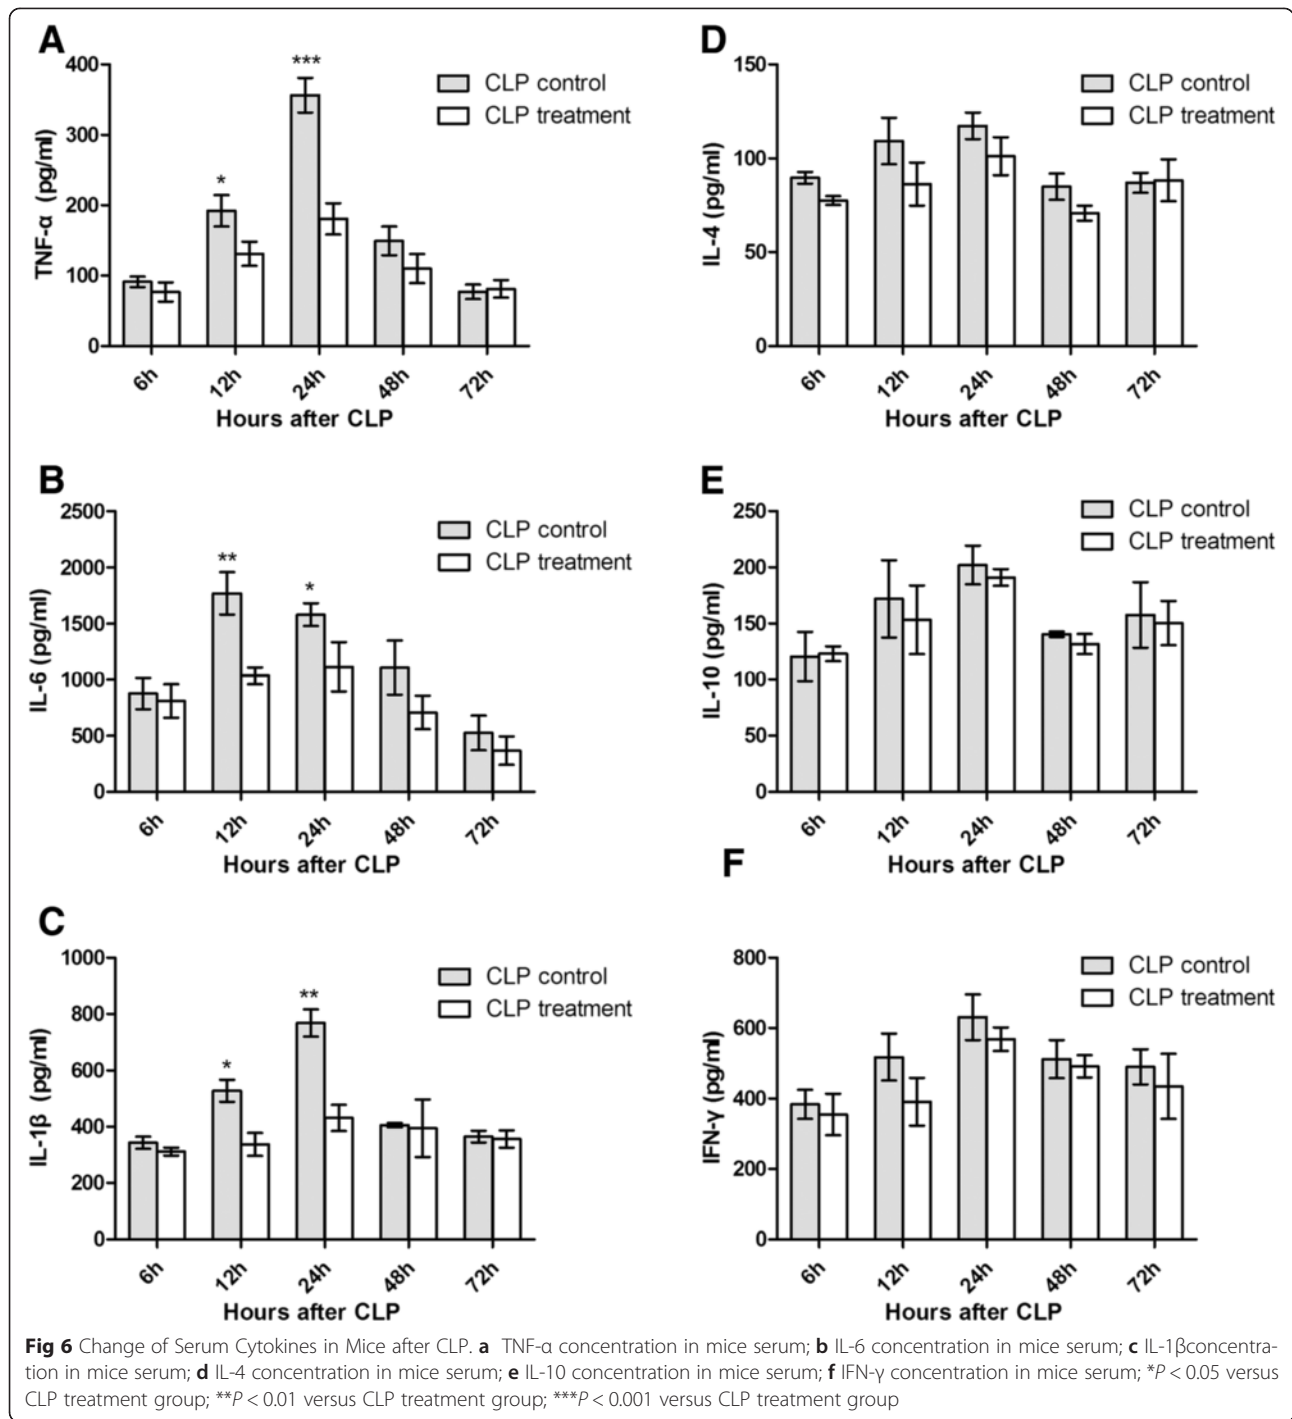 A
400
300
200
100
0
TNF-α (pg/ml)
*
***
CLP control
CLP treatment
6h
12h
24h
48h
72h
Hours after CLP
D
150
100
50
0
IL-4 (pg/ml)
CLP control
CLP treatment
6h
12h
24h
48h
72h
Hours after CLP
B
2500
2000
1500
1000
500
0
IL-6 (pg/ml)
**
*
CLP control
CLP treatment
6h
12h
24h
48h
72h
Hours after CLP
E
250
200
150
100
50
0
IL-10 (pg/ml)
CLP control
CLP treatment
6h
12h
24h
48h
72h
Hours after CLP
C
1000
800
600
400
200
0
IL-1β (pg/ml)
*
**
CLP control
CLP treatment
6h
12h
24h
48h
72h
Hours after CLP
F
800
600
400
200
0
IFN-γ (pg/ml)
CLP control
CLP treatment
6h
12h
24h
48h
72h
Hours after CLP
Fig 6 Change of Serum Cytokines in Mice after CLP. a TNF-α concentration in mice serum; b IL-6 concentration in mice serum; c IL-1βconcentra-
tion in mice serum; d IL-4 concentration in mice serum; e IL-10 concentration in mice serum; f IFN-γ concentration in mice serum; *P < 0.05 versus
CLP treatment group; **P < 0.01 versus CLP treatment group; ***P < 0.001 versus CLP treatment group